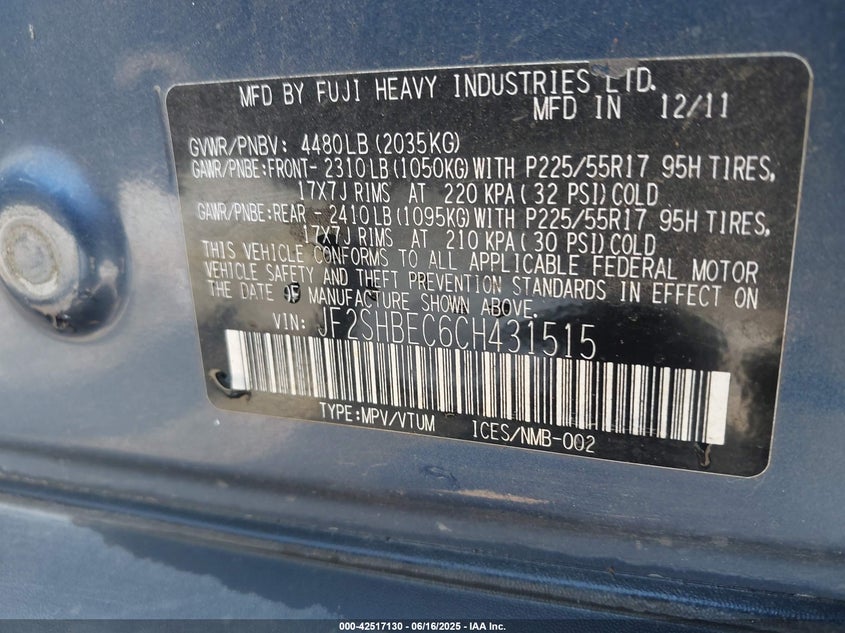 MFD BY FUJI HEAVY INDUSTRIES LTD.
MFD IN 12/11
GVWR/PNBV: 4480LB(2035KG)
GAWR/PNBE:FRONT- 2310LB(1050KG)WITH P225/55R17 95H TIRES,
17X7J RIMS AT 220 KPA(32 PSI)COLD
GAWR/PNBE:REAR - 2410LB(1095KG)WITH P225/55R17 95H TIRES,
17X7J RIMS AT 210 KPA(30 PSI)COLD
THIS VEHICLE CONFORMS TO ALL APPLICABLE FEDERAL MOTOR
VEHICLE SAFETY AND THEFT PREVENTION STANDARDS IN EFFECT ON
THE DATE OF MANUFACTURE SHOWN ABOVE.
VIN: JF2SHBEC6CH431515
TYPE:MPV/VTUM ICES/NMB-002
000-42517130 - 06/16/2025 - IAA Inc.